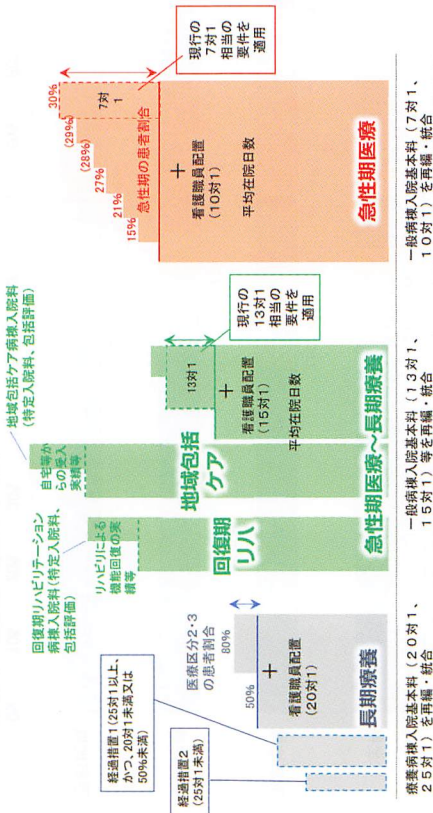 回復期リハビリテーション
病棟入院料(特定入院料、
包括評価)
地域包括ケア病棟入院料
(特定入院料、包括評価)
経過措置1(25対1以上、
かつ、20対1未満又は
50%未満)
経過措置2
(25対1未満)
医療区分2・3
の患者割合
80%
50%
+
看護職員配置
(20対1)
長期療養
療養病棟入院基本料(20対1、
25対1)を再編・統合
リハビリによる
機能回復の実
績等
回復期
リハ
自宅等か
らの受入
実績等
地域包括
ケア
13対1
現行の
13対1
相当の
要件を
適用
+
看護職員配置
(15対1)
平均在院日数
急性期医療~長期療養
一般病棟入院基本料(13対1、
15対1)等を再編・統合
15%
21%
27%
(28%)
(29%)
30%
7対
1
現行の
7対1
相当の
要件を
適用
急性期の患者割合
+
看護職員配置
(10対1)
平均在院日数
急性期医療
一般病棟入院基本料(7対1、
10対1)を再編・統合